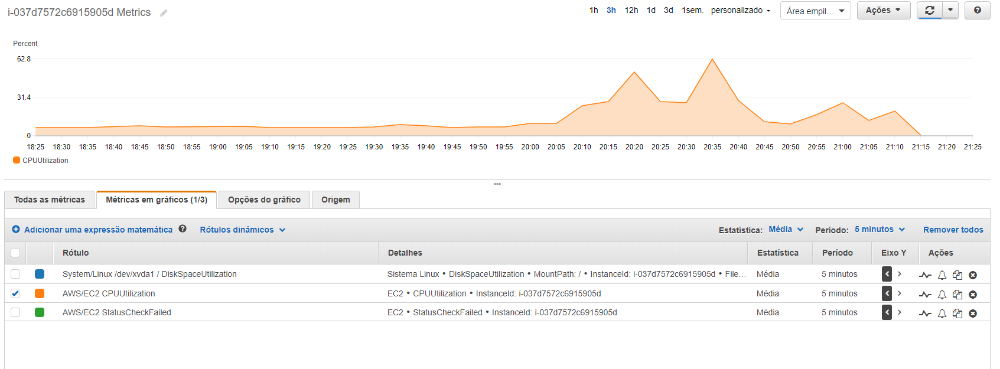 i-037d7572c6915905d Metrics
1h 3h 12h 1d 3d 1sem. personalizado Área empil... Ações
Percent
62.8
31.4
0
18:25 18:30 18:35 18:40 18:45 18:50 18:55 19:00 19:05 19:10 19:15 19:20 19:25 19:30 19:35 19:40 19:45 19:50 19:55 20:00 20:05 20:10 20:15 20:20 20:25 20:30 20:35 20:40 20:45 20:50 20:55 21:00 21:05 21:10 21:15 21:20 21:25
CPUUtilization
Todas as métricas Métricas em gráficos (1/3) Opções do gráfico Origem
Adicionar uma expressão matemática Rótulos dinâmicos Estatística: Média Período: 5 minutos Remover todos
Rótulo Detalhes Estatística Período Eixo Y Ações
System/Linux /dev/xvda1 / DiskSpaceUtilization Sistema Linux • DiskSpaceUtilization • MountPath: / • InstanceId: i-037d7572c6915905d • File... Média 5 minutos
AWS/EC2 CPUUtilization EC2 • CPUUtilization • InstanceId: i-037d7572c6915905d Média 5 minutos
AWS/EC2 StatusCheckFailed EC2 • StatusCheckFailed • InstanceId: i-037d7572c6915905d Média 5 minutos